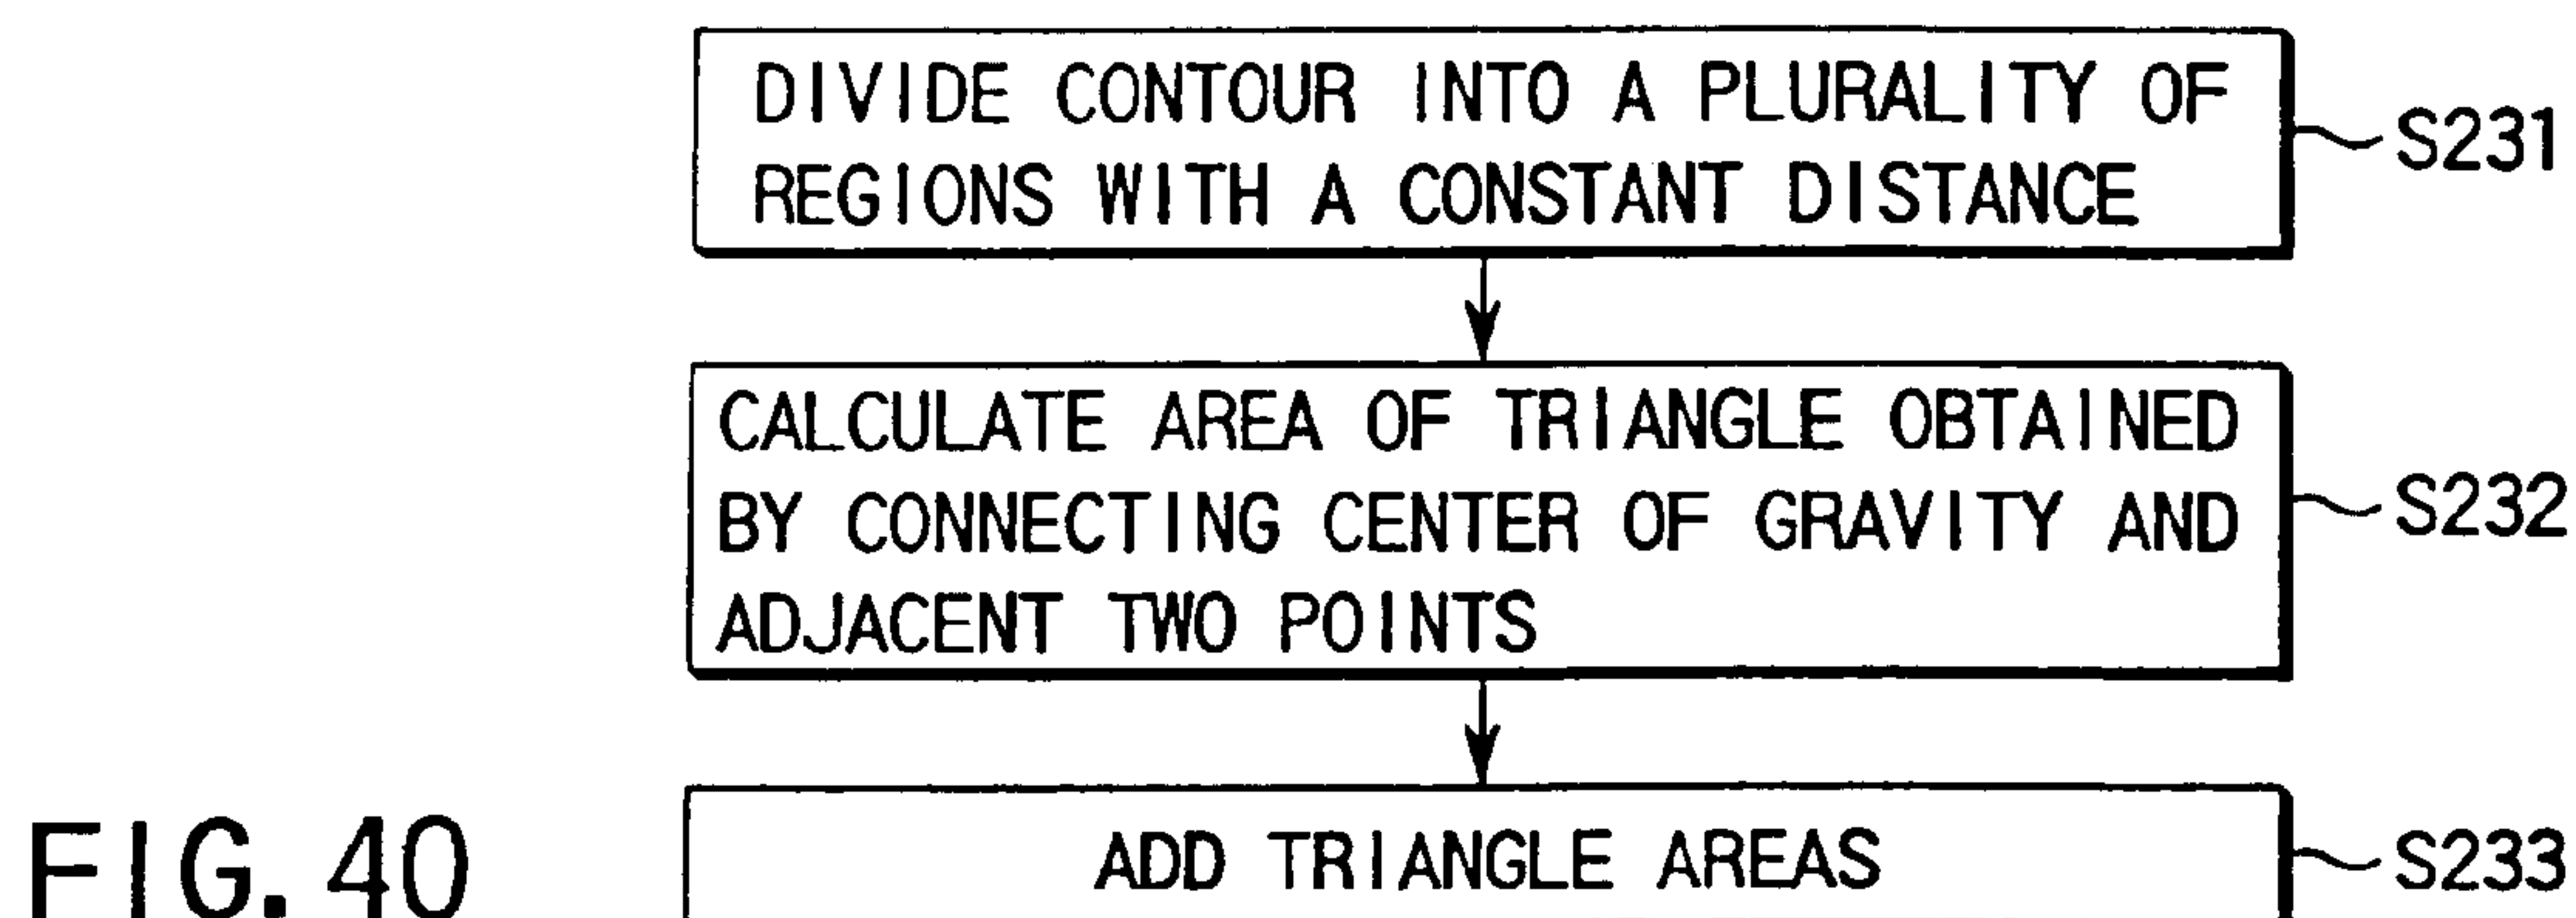 DIVIDE CONTOUR INTO A PLURALITY OF
REGIONS WITH A CONSTANT DISTANCE
S231
CALCULATE AREA OF TRIANGLE OBTAINED
BY CONNECTING CENTER OF GRAVITY AND
ADJACENT TWO POINTS
S232
ADD TRIANGLE AREAS
S233
FIG. 40